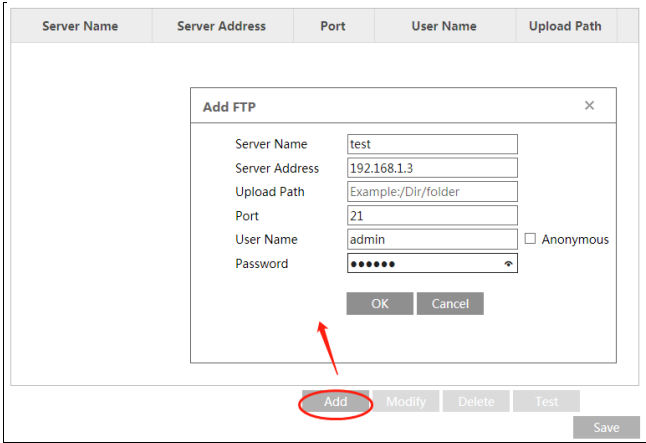 Server Name Server Address Port User Name Upload Path
Add FTP ×
Server Name test
Server Address 192.168.1.3
Upload Path Example:/Dir/folder
Port 21
User Name admin Anonymous
Password ●●●●●●
OK Cancel
Add Modify Delete Test
Save